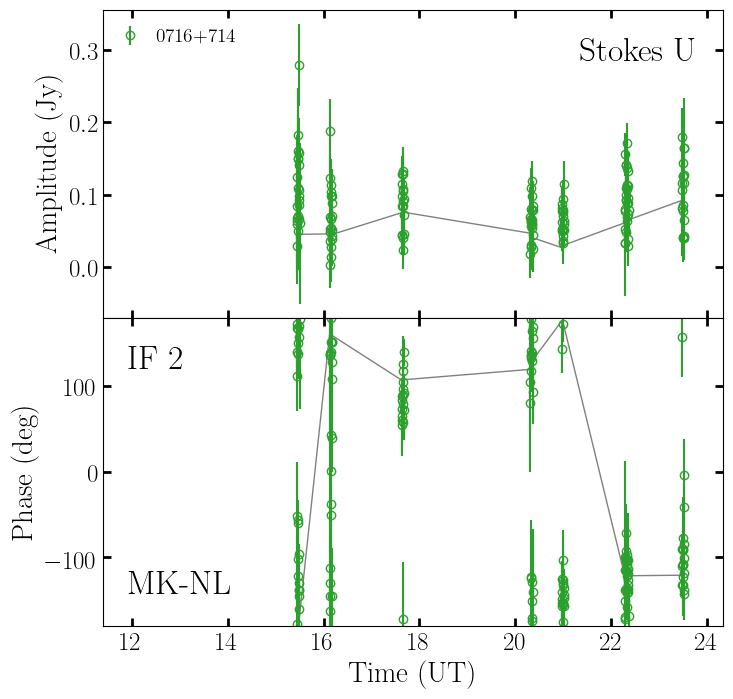 0716+714
Stokes U
0.3
0.2
0.1
0.0
Amplitude (Jy)
IF 2
100
0
−100
Phase (deg)
MK-NL
12 14 16 18 20 22 24
Time (UT)